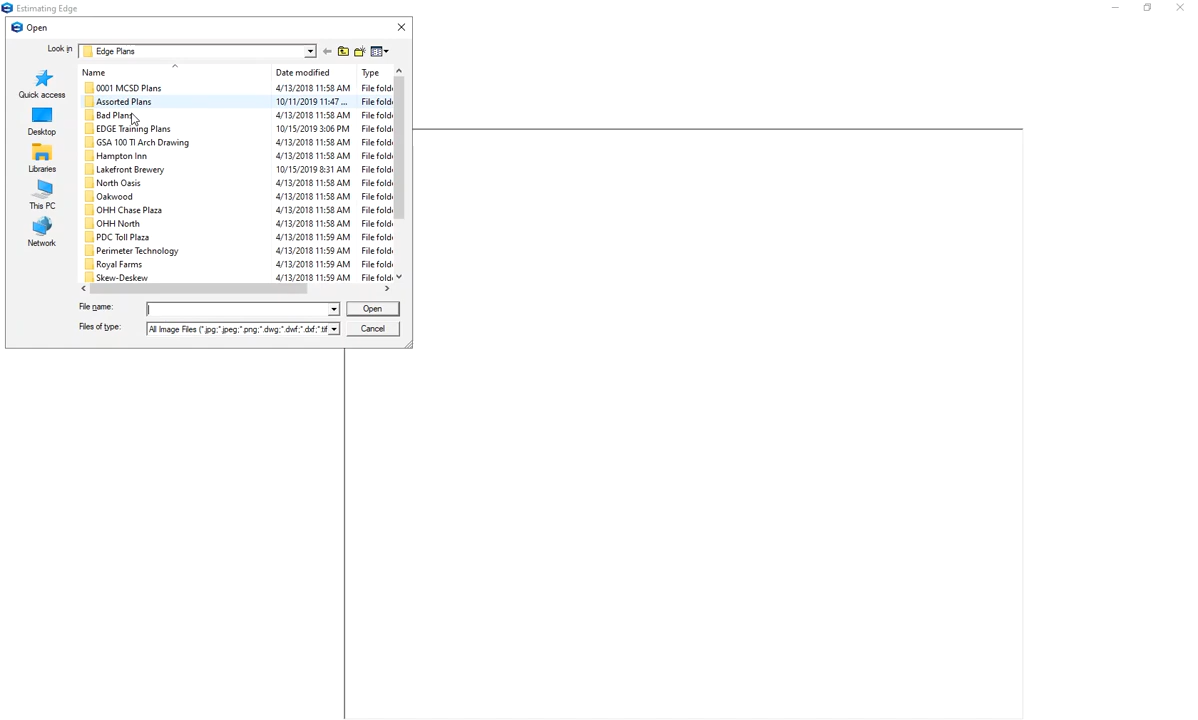 Estimating Edge
Open
Look in
Edge Plans
Name
Date modified
Type
0001 MCSD Plans
4/13/2018 11:58 AM
File fold
Assorted Plans
10/11/2019 11:47 ...
File fold
Bad Plans
4/13/2018 11:58 AM
File fold
EDGE Training Plans
10/15/2019 3:06 PM
File fold
GSA 100 TI Arch Drawing
4/13/2018 11:58 AM
File fold
Hampton Inn
4/13/2018 11:58 AM
File fold
Lakefront Brewery
10/15/2019 8:31 AM
File fold
North Oasis
4/13/2018 11:58 AM
File fold
Oakwood
4/13/2018 11:58 AM
File fold
OHH Chase Plaza
4/13/2018 11:58 AM
File fold
OHH North
4/13/2018 11:58 AM
File fold
PDC Toll Plaza
4/13/2018 11:59 AM
File fold
Perimeter Technology
4/13/2018 11:59 AM
File fold
Royal Farms
4/13/2018 11:59 AM
File fold
Skew-Deskew
4/13/2018 11:59 AM
File fold
Quick access
Desktop
Libraries
This PC
Network
File name:
Open
Files of type:
All Image Files (*.jpg;*.jpeg;*.png;*.dwg;*.dwf;*.dxf;*.tif
Cancel